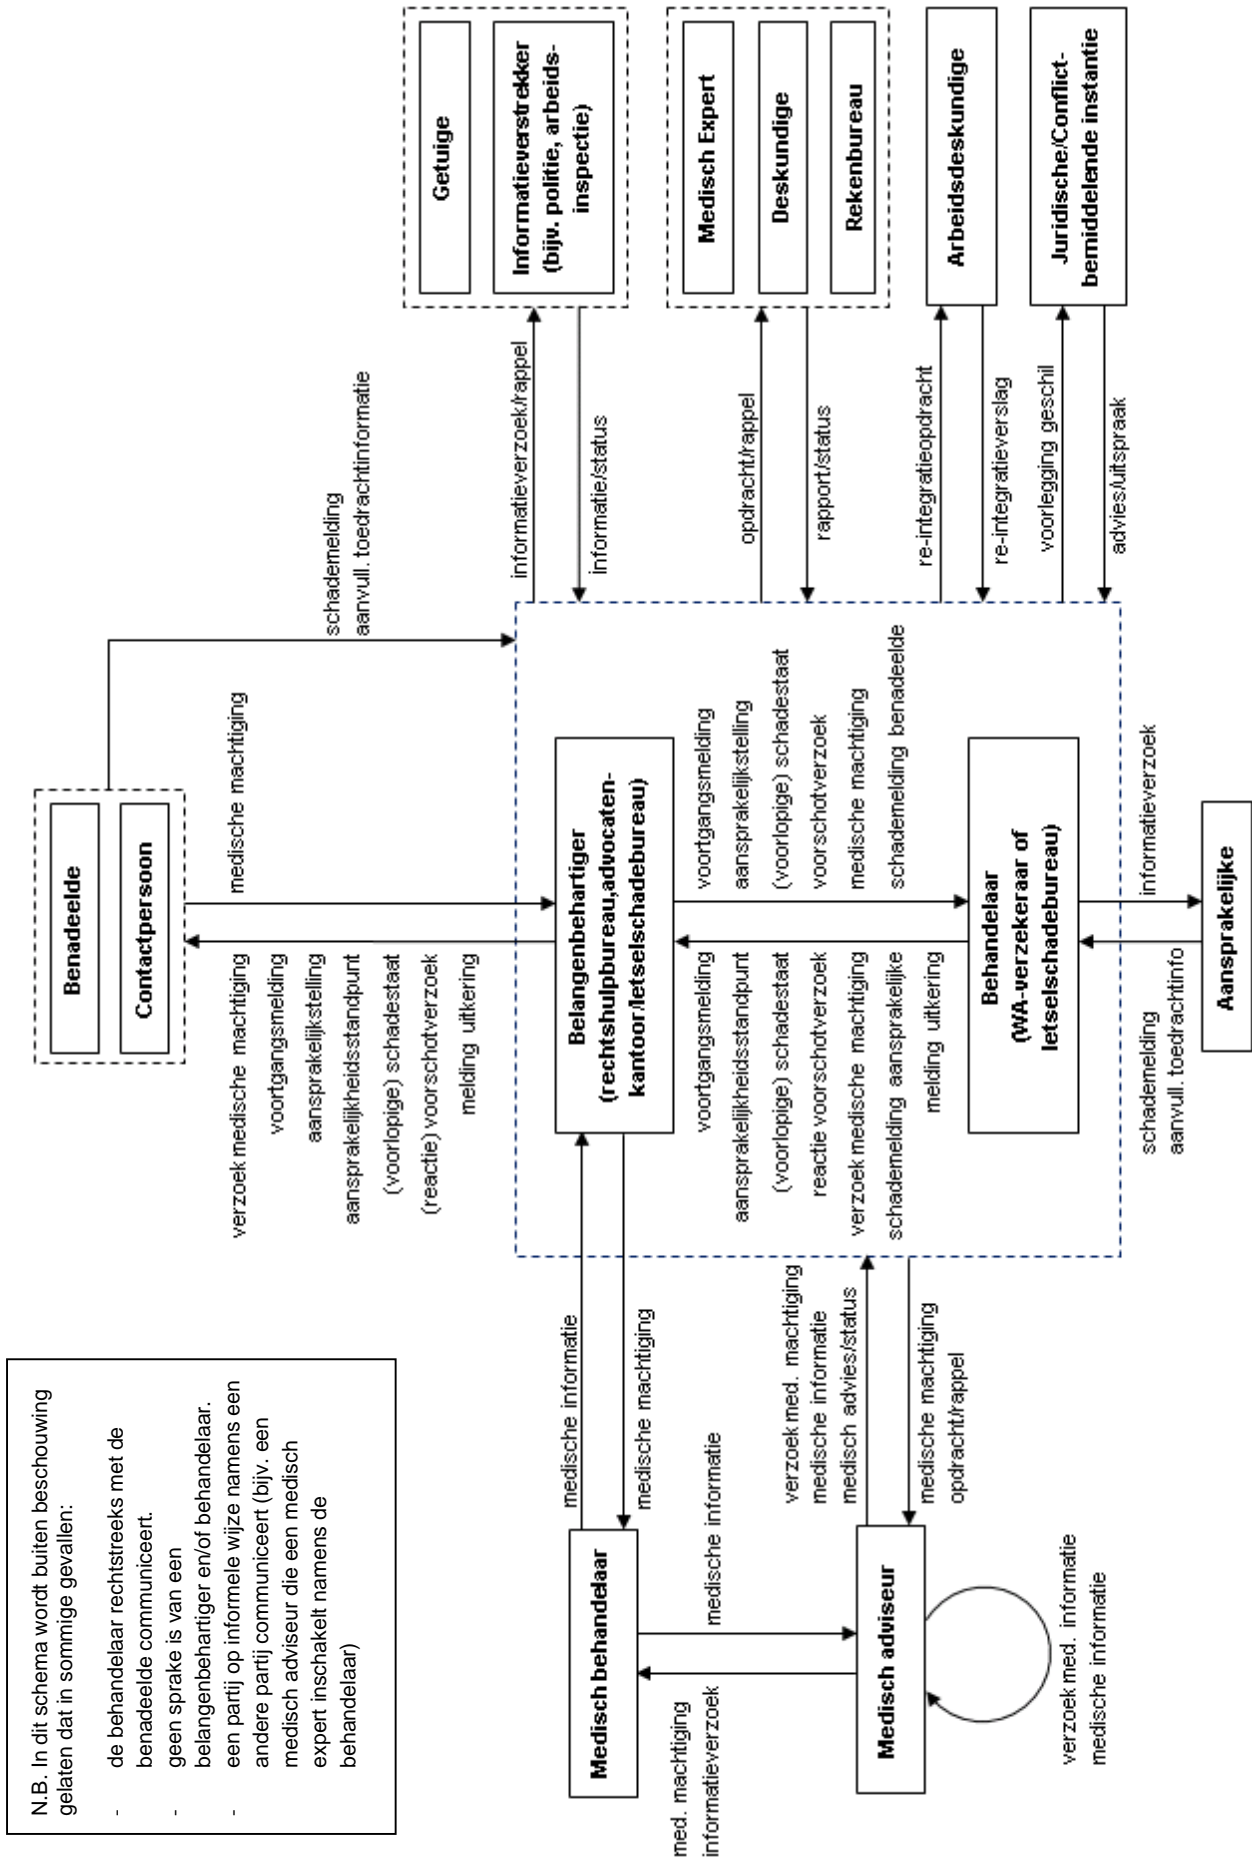 N.B. In dit schema wordt buiten beschouwing
gelaten dat in sommige gevallen:
- de behandelaar rechtstreeks met de
benadeelde communiceert.
- geen sprake is van een
belangenbehartiger en/of behandelaar.
- een partij op informele wijze namens een
andere partij communiceert (bijv. een
medisch adviseur die een medisch
expert inschakelt namens de
behandelaar)
Benadeelde
Contactpersoon
schademelding
aanvull. toedrachtinformatie
Getuige
Informatieverstrekker
(bijv. politie, arbeids-
inspectie)
verzoek medische machtiging
voortgangsmelding
aansprakelijkstelling
aansprakelijkheidsstandpunt
(voorlopige) schadestaat
(reactie) voorschotverzoek
melding uitkering
medische machtiging
informatieverzoek/rappel
informatie/status
Medisch behandelaar
medische informatie
medische machtiging
Belangenbehartiger
(rechtshulpbureau,advocaten-
kantoor/letselschadebureau)
opdracht/rappel
rapport/status
Medisch Expert
Deskundige
Rekenbureau
med. machtiging
informatieverzoek
medische informatie
verzoek med. machtiging
medische informatie
medisch advies/status
medische machtiging
opdracht/rappel
voortgangsmelding
aansprakelijkheidsstandpunt
(voorlopige) schadestaat
reactie voorschotverzoek
verzoek medische machtiging
schademelding aansprakelijke
melding uitkering
voortgangsmelding
aansprakelijkstelling
(voorlopige) schadestaat
voorschotverzoek
medische machtiging
schademelding benadeelde
re-integratieopdracht
re-integratieverslag
Arbeidsdeskundige
Medisch adviseur
verzoek med. informatie
medische informatie
Behandelaar
(WA-verzekeraar of
letselschadebureau)
voorlegging geschil
advies/uitspraak
Juridische/Conflict-
bemiddelende instantie
schademelding
aanvull. toedrachtinfo
informatieverzoek
Aansprakelijke